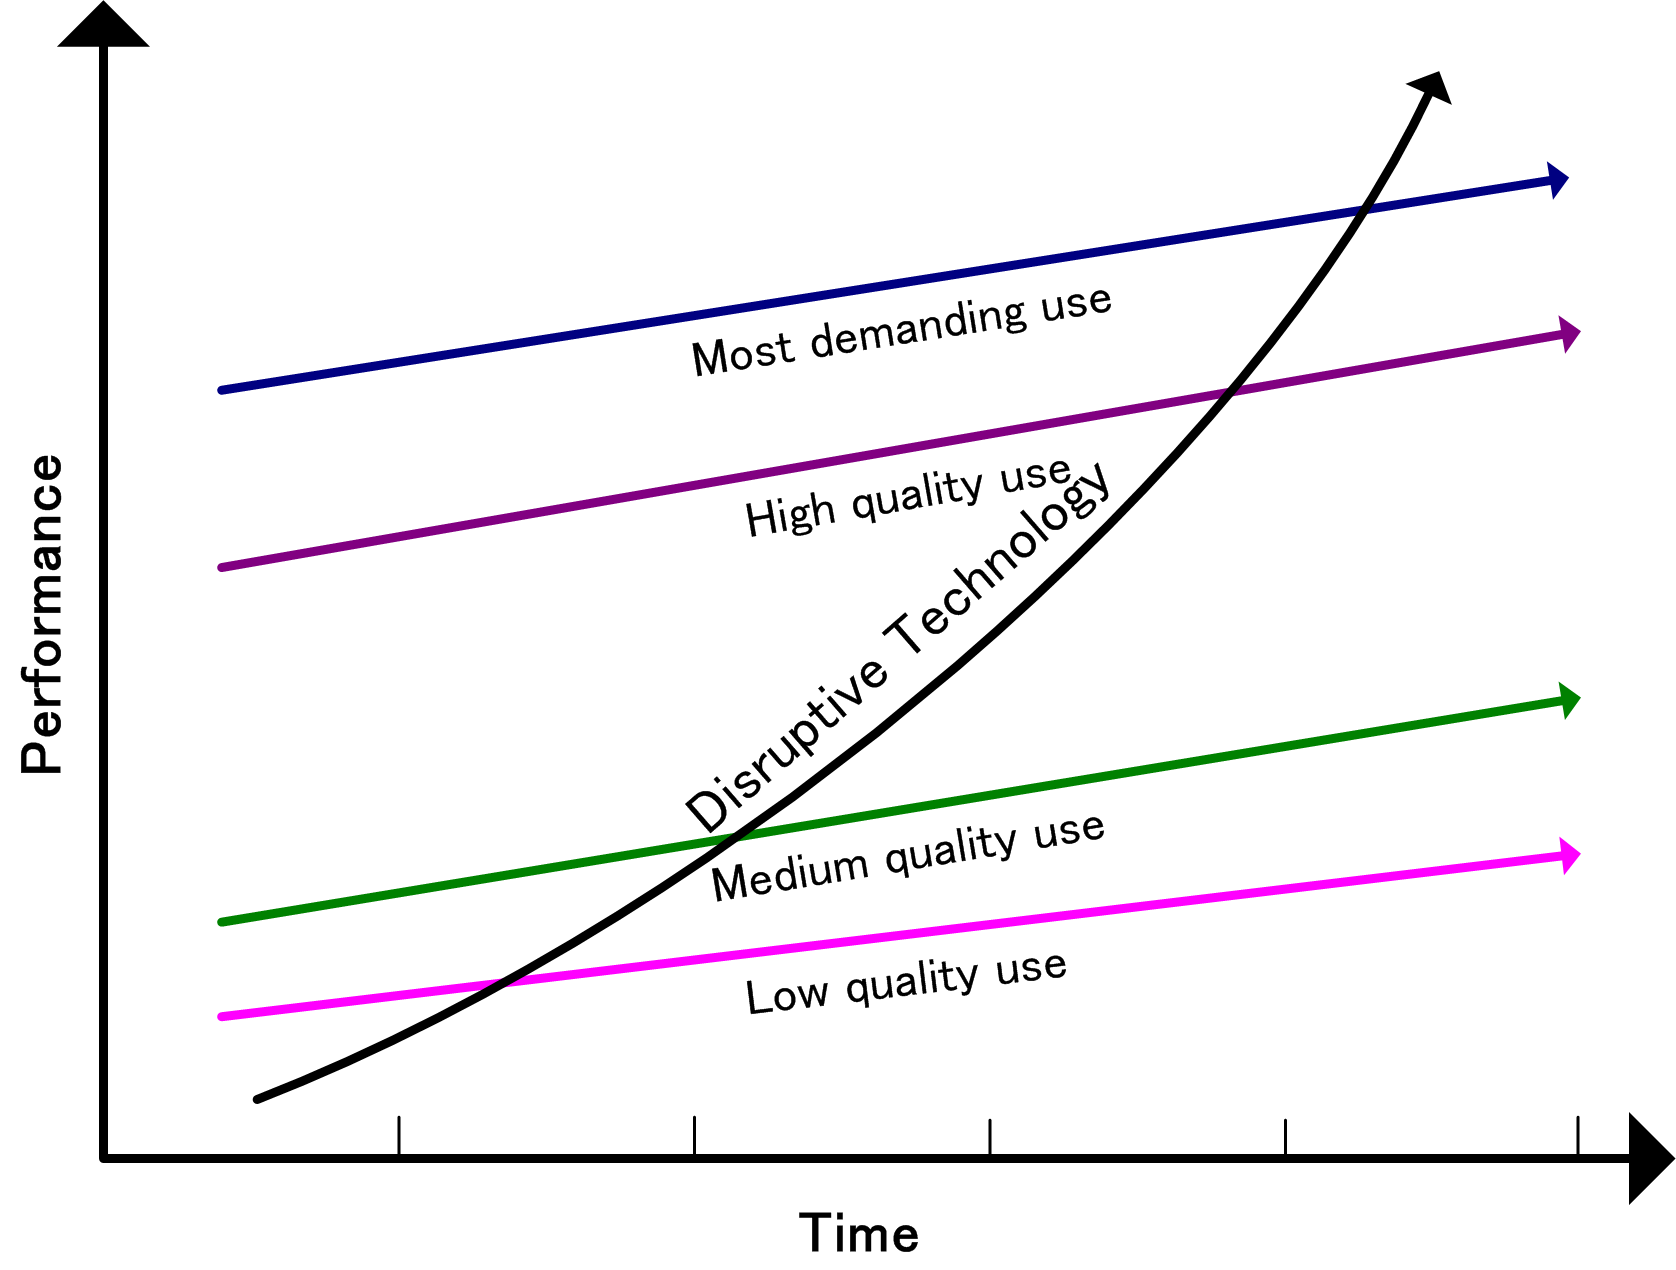 Most demanding use
High quality use
Disruptive Technology
Performance
Medium quality use
Low quality use
Time